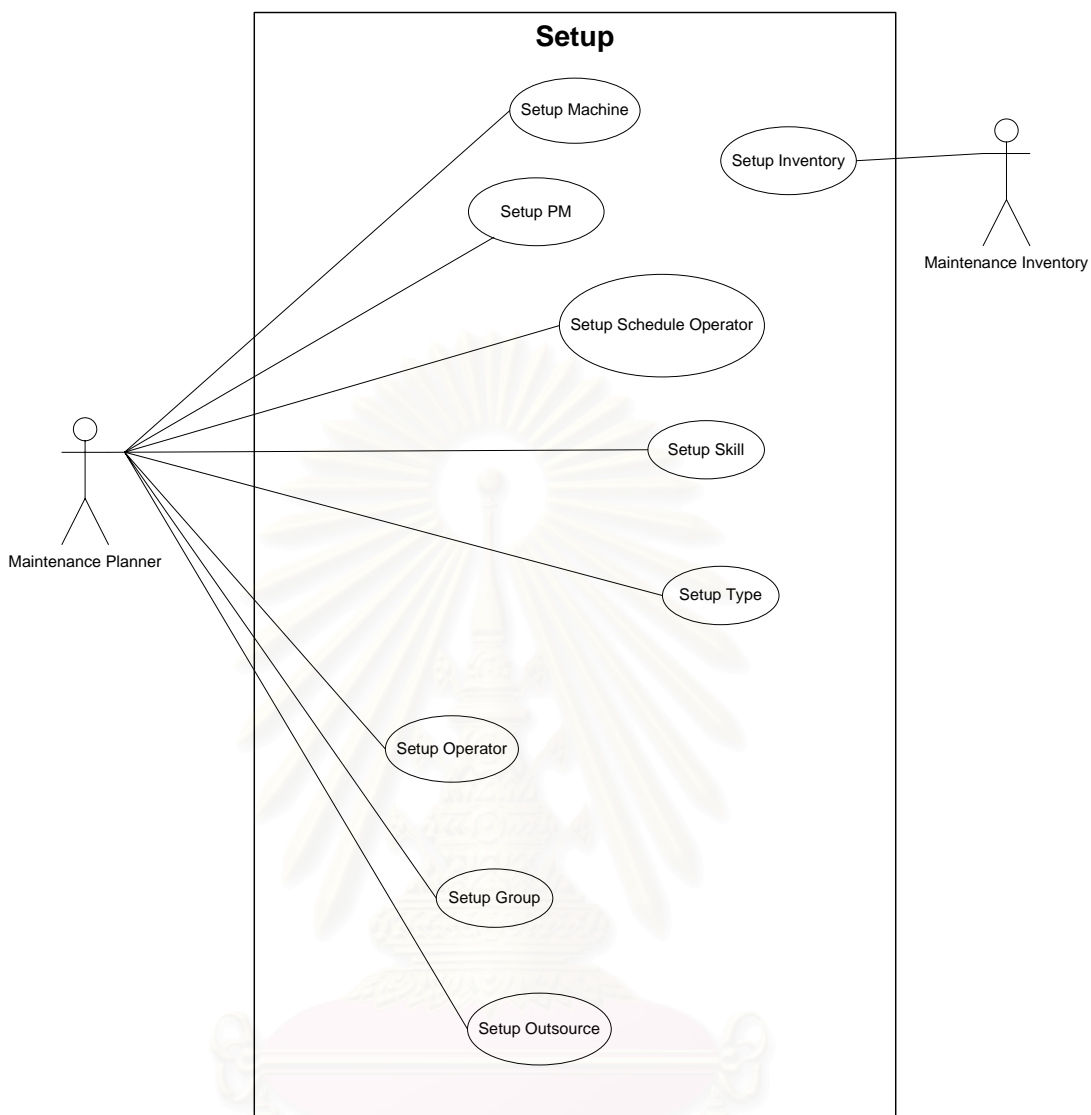 Setup
Setup Machine
Setup Inventory
Setup PM
Maintenance Inventory
Setup Schedule Operator
Setup Skill
Maintenance Planner
Setup Type
Setup Operator
Setup Group
Setup Outsource